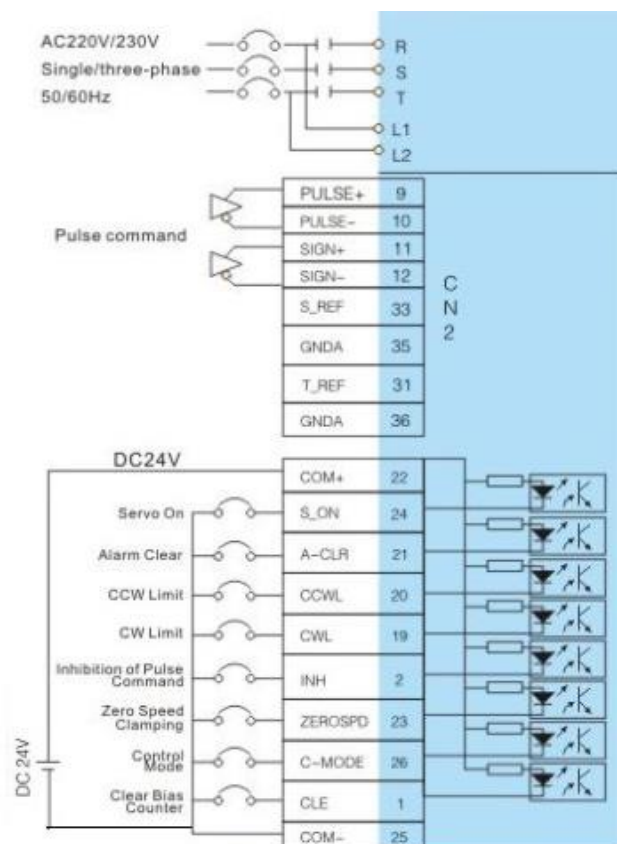 AC220V/230V
Single/three-phase
50/60Hz
R
S
T
L1
L2
Pulse command
PULSE+ 9
PULSE- 10
SIGN+ 11
SIGN- 12
S_REF 33
GNDA 35
T_REF 31
GNDA 36
CN2
DC24V
COM+ 22
Servo On S_ON 24
Alarm Clear A-CLR 21
CCW Limit CCWL 20
CW Limit CWL 19
Inhibition of Pulse
Command INH 2
Zero Speed
Clamping ZEROSPD 23
Control
Mode C-MODE 26
Clear Bias
Counter CLE 1
COM- 25
DC 24V